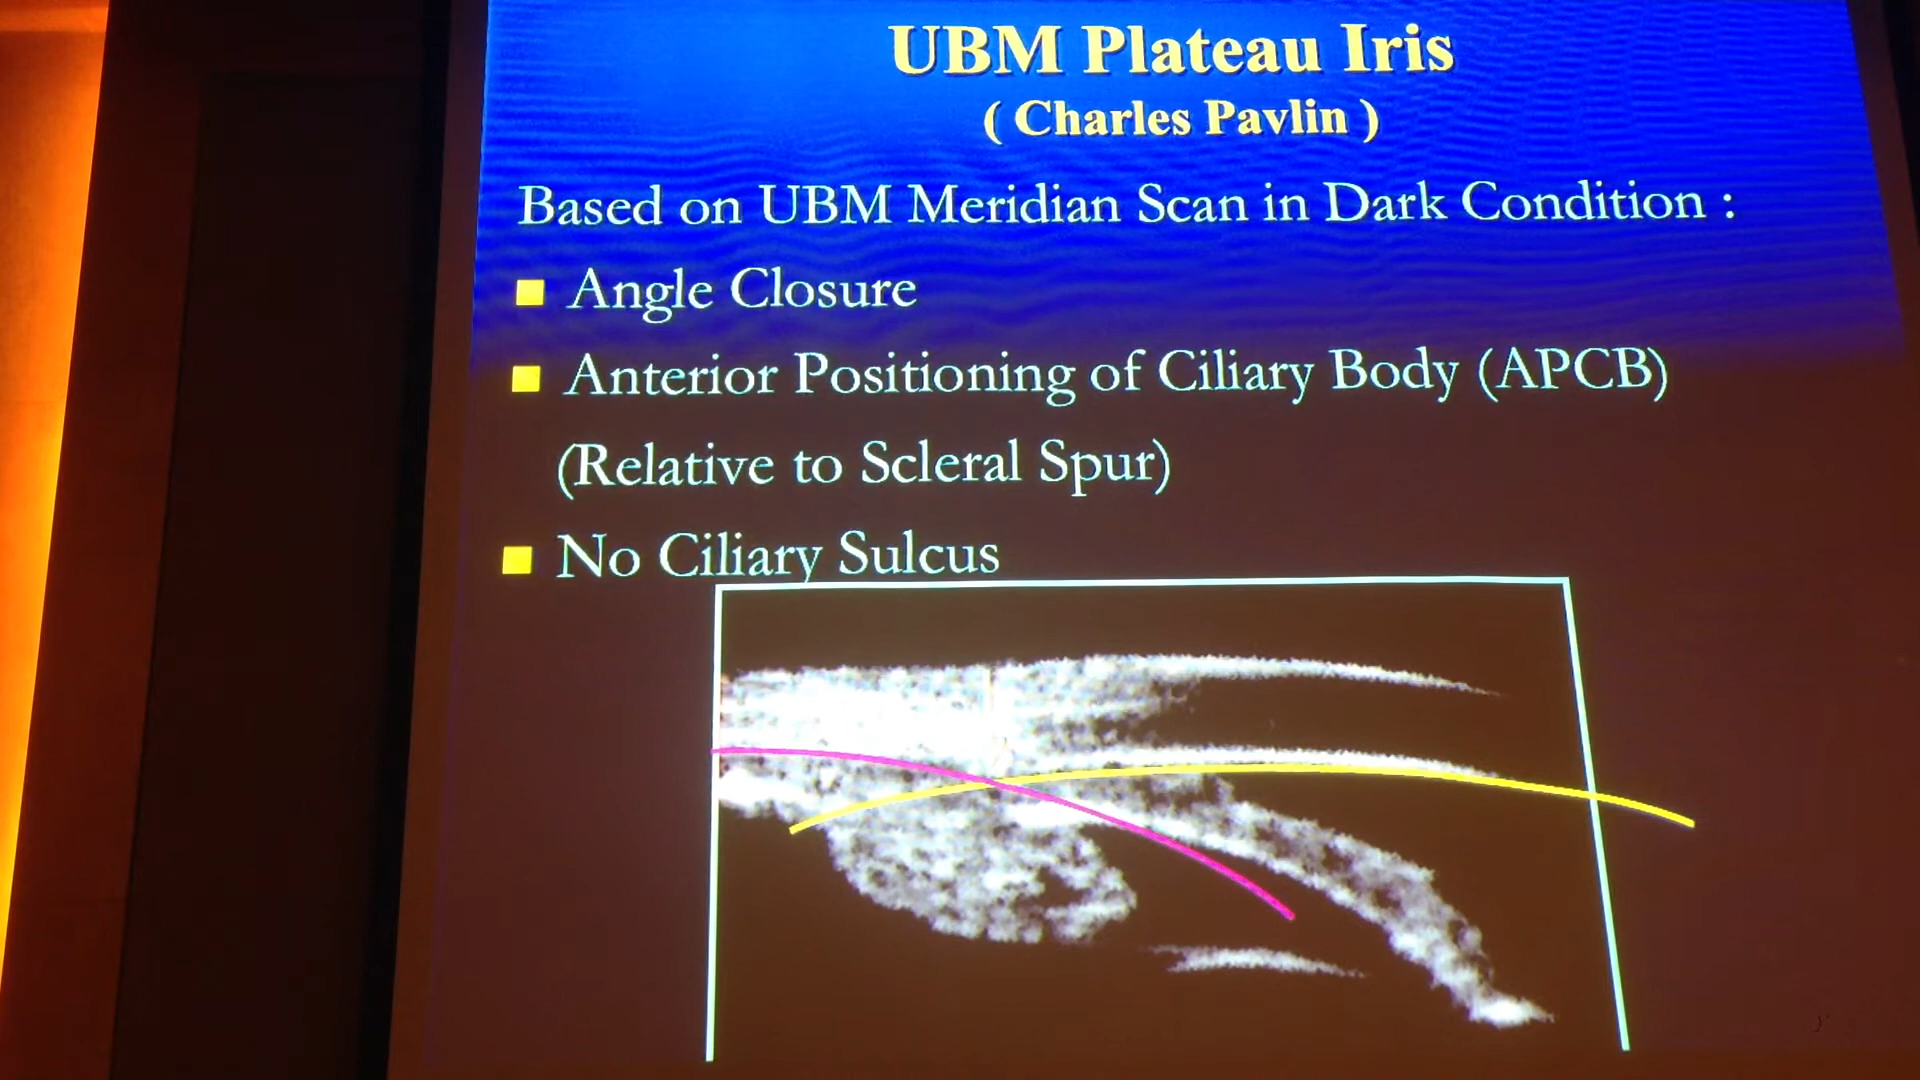 UBM Plateau Iris
( Charles Pavlin )
Based on UBM Meridian Scan in Dark Condition :
Angle Closure
Anterior Positioning of Ciliary Body (APCB)
(Relative to Scleral Spur)
No Ciliary Sulcus